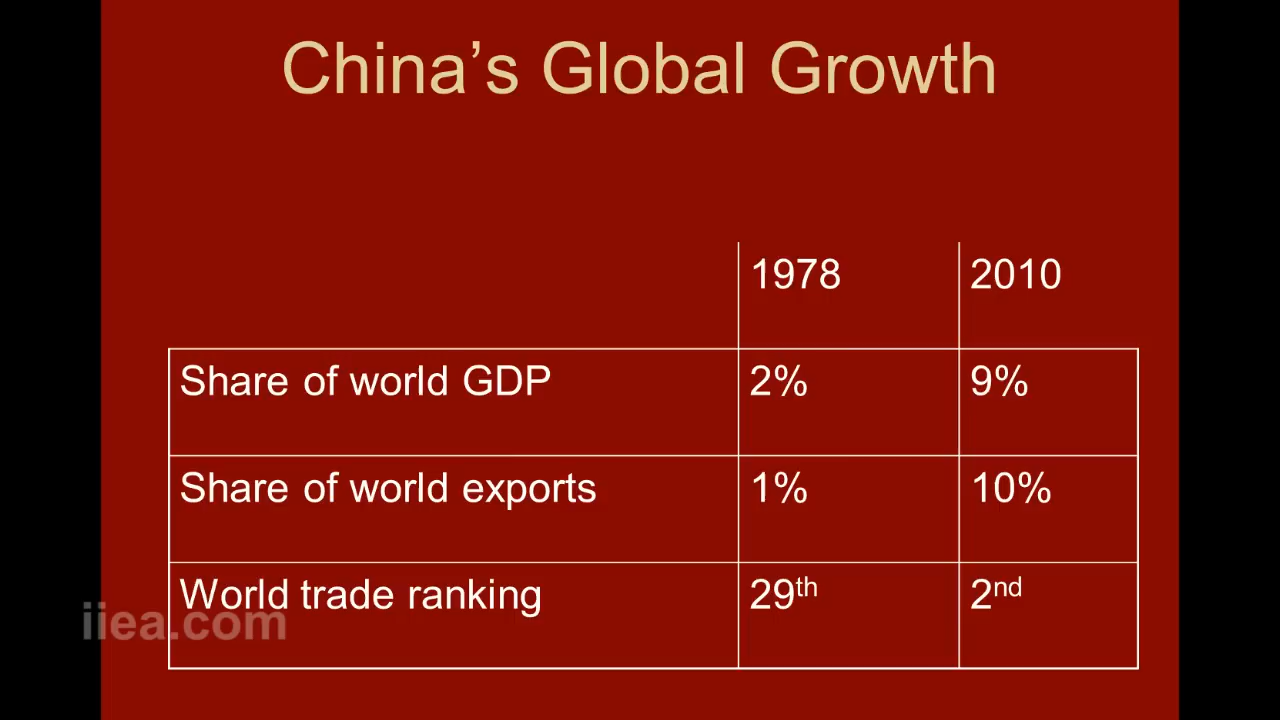 China’s Global Growth
1978 2010
Share of world GDP 2% 9%
Share of world exports 1% 10%
World trade ranking 29th 2nd
iiea.com